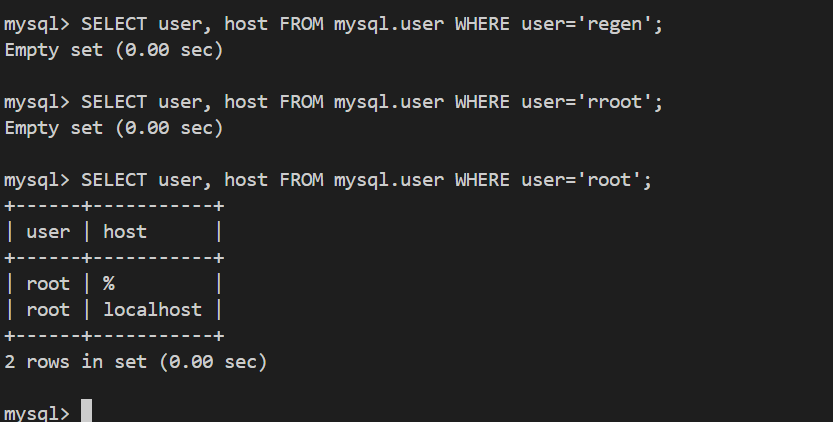 mysql> SELECT user, host FROM mysql.user WHERE user='regen';
Empty set (0.00 sec)
mysql> SELECT user, host FROM mysql.user WHERE user='rroot';
Empty set (0.00 sec)
mysql> SELECT user, host FROM mysql.user WHERE user='root';
+------+-----------+
| user | host      |
+------+-----------+
| root | %         |
| root | localhost |
+------+-----------+
2 rows in set (0.00 sec)
mysql>